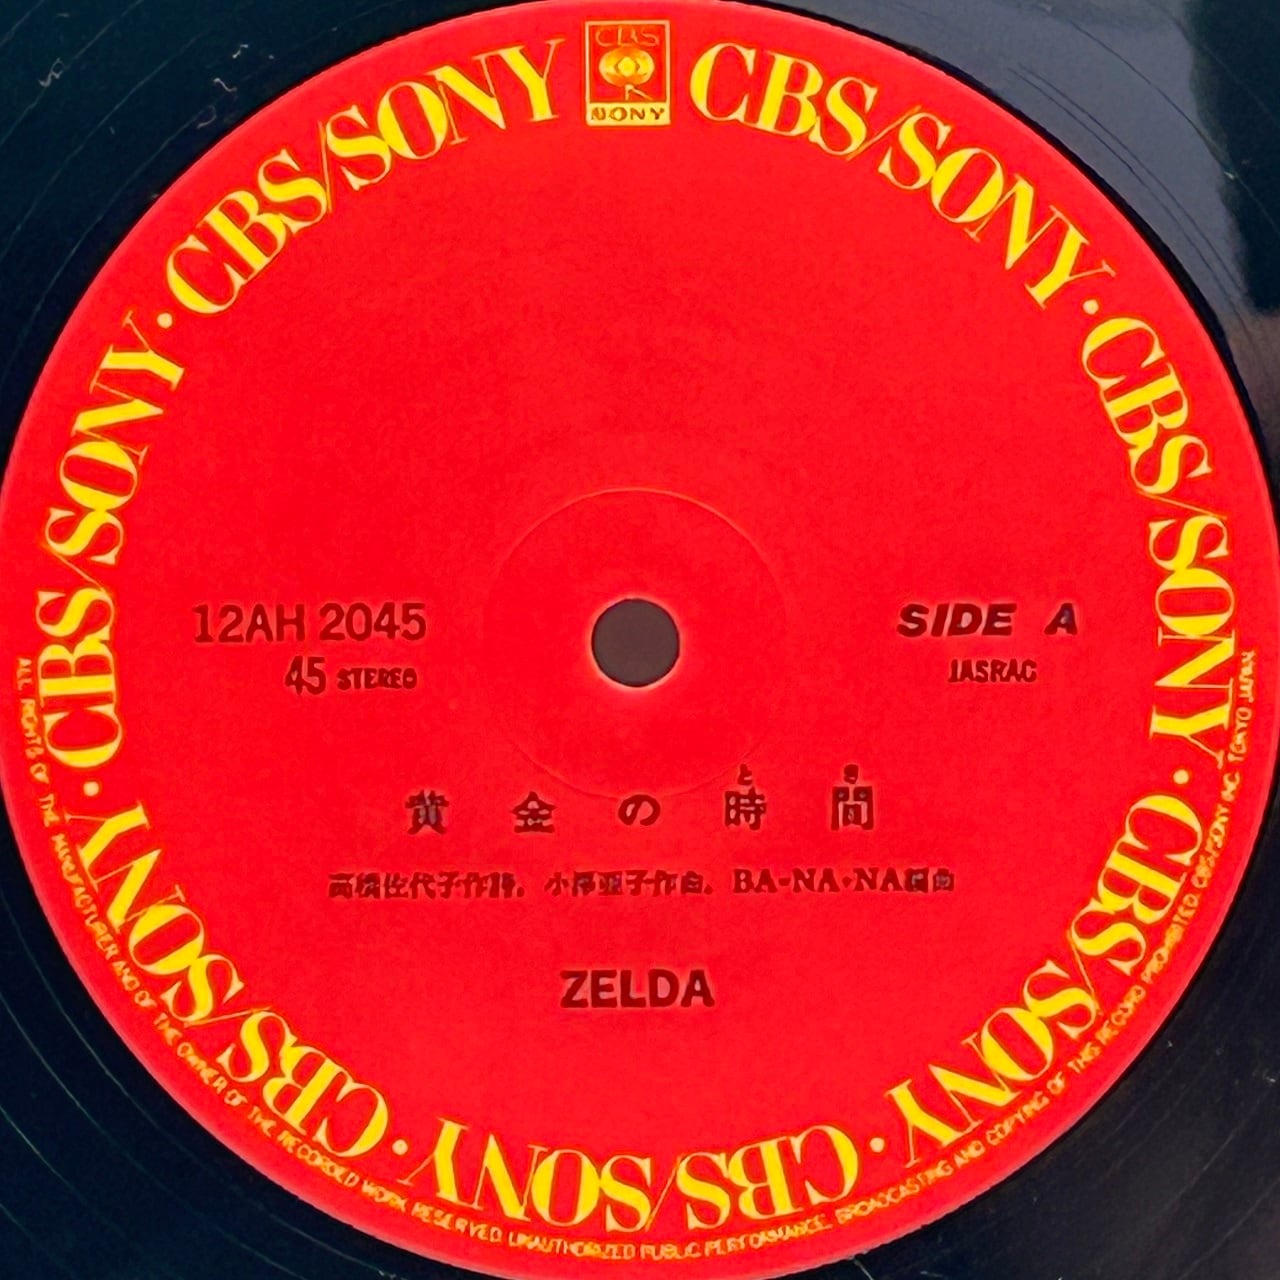 CBS
SONY
CBS/SONY · CBS/SONY · CBS/SONY · CBS/SONY · CBS/SONY · CBS/SONY · CBS/SONY · CBS/SONY
12AH 2045
45 STEREO
SIDE A
JASRAC
と き
黄金の時間
高橋佐代子作詩、小澤亜子作曲、BA-NA・NA編曲
ZELDA
ALL RIGHTS OF THE MANUFACTURER AND OF THE OWNER OF THE RECORDED WORK RESERVED. UNAUTHORIZED PUBLIC PERFORMANCE, BROADCASTING AND COPYING OF THIS RECORD PROHIBITED. CBS/SONY INC. TOKYO JAPAN.